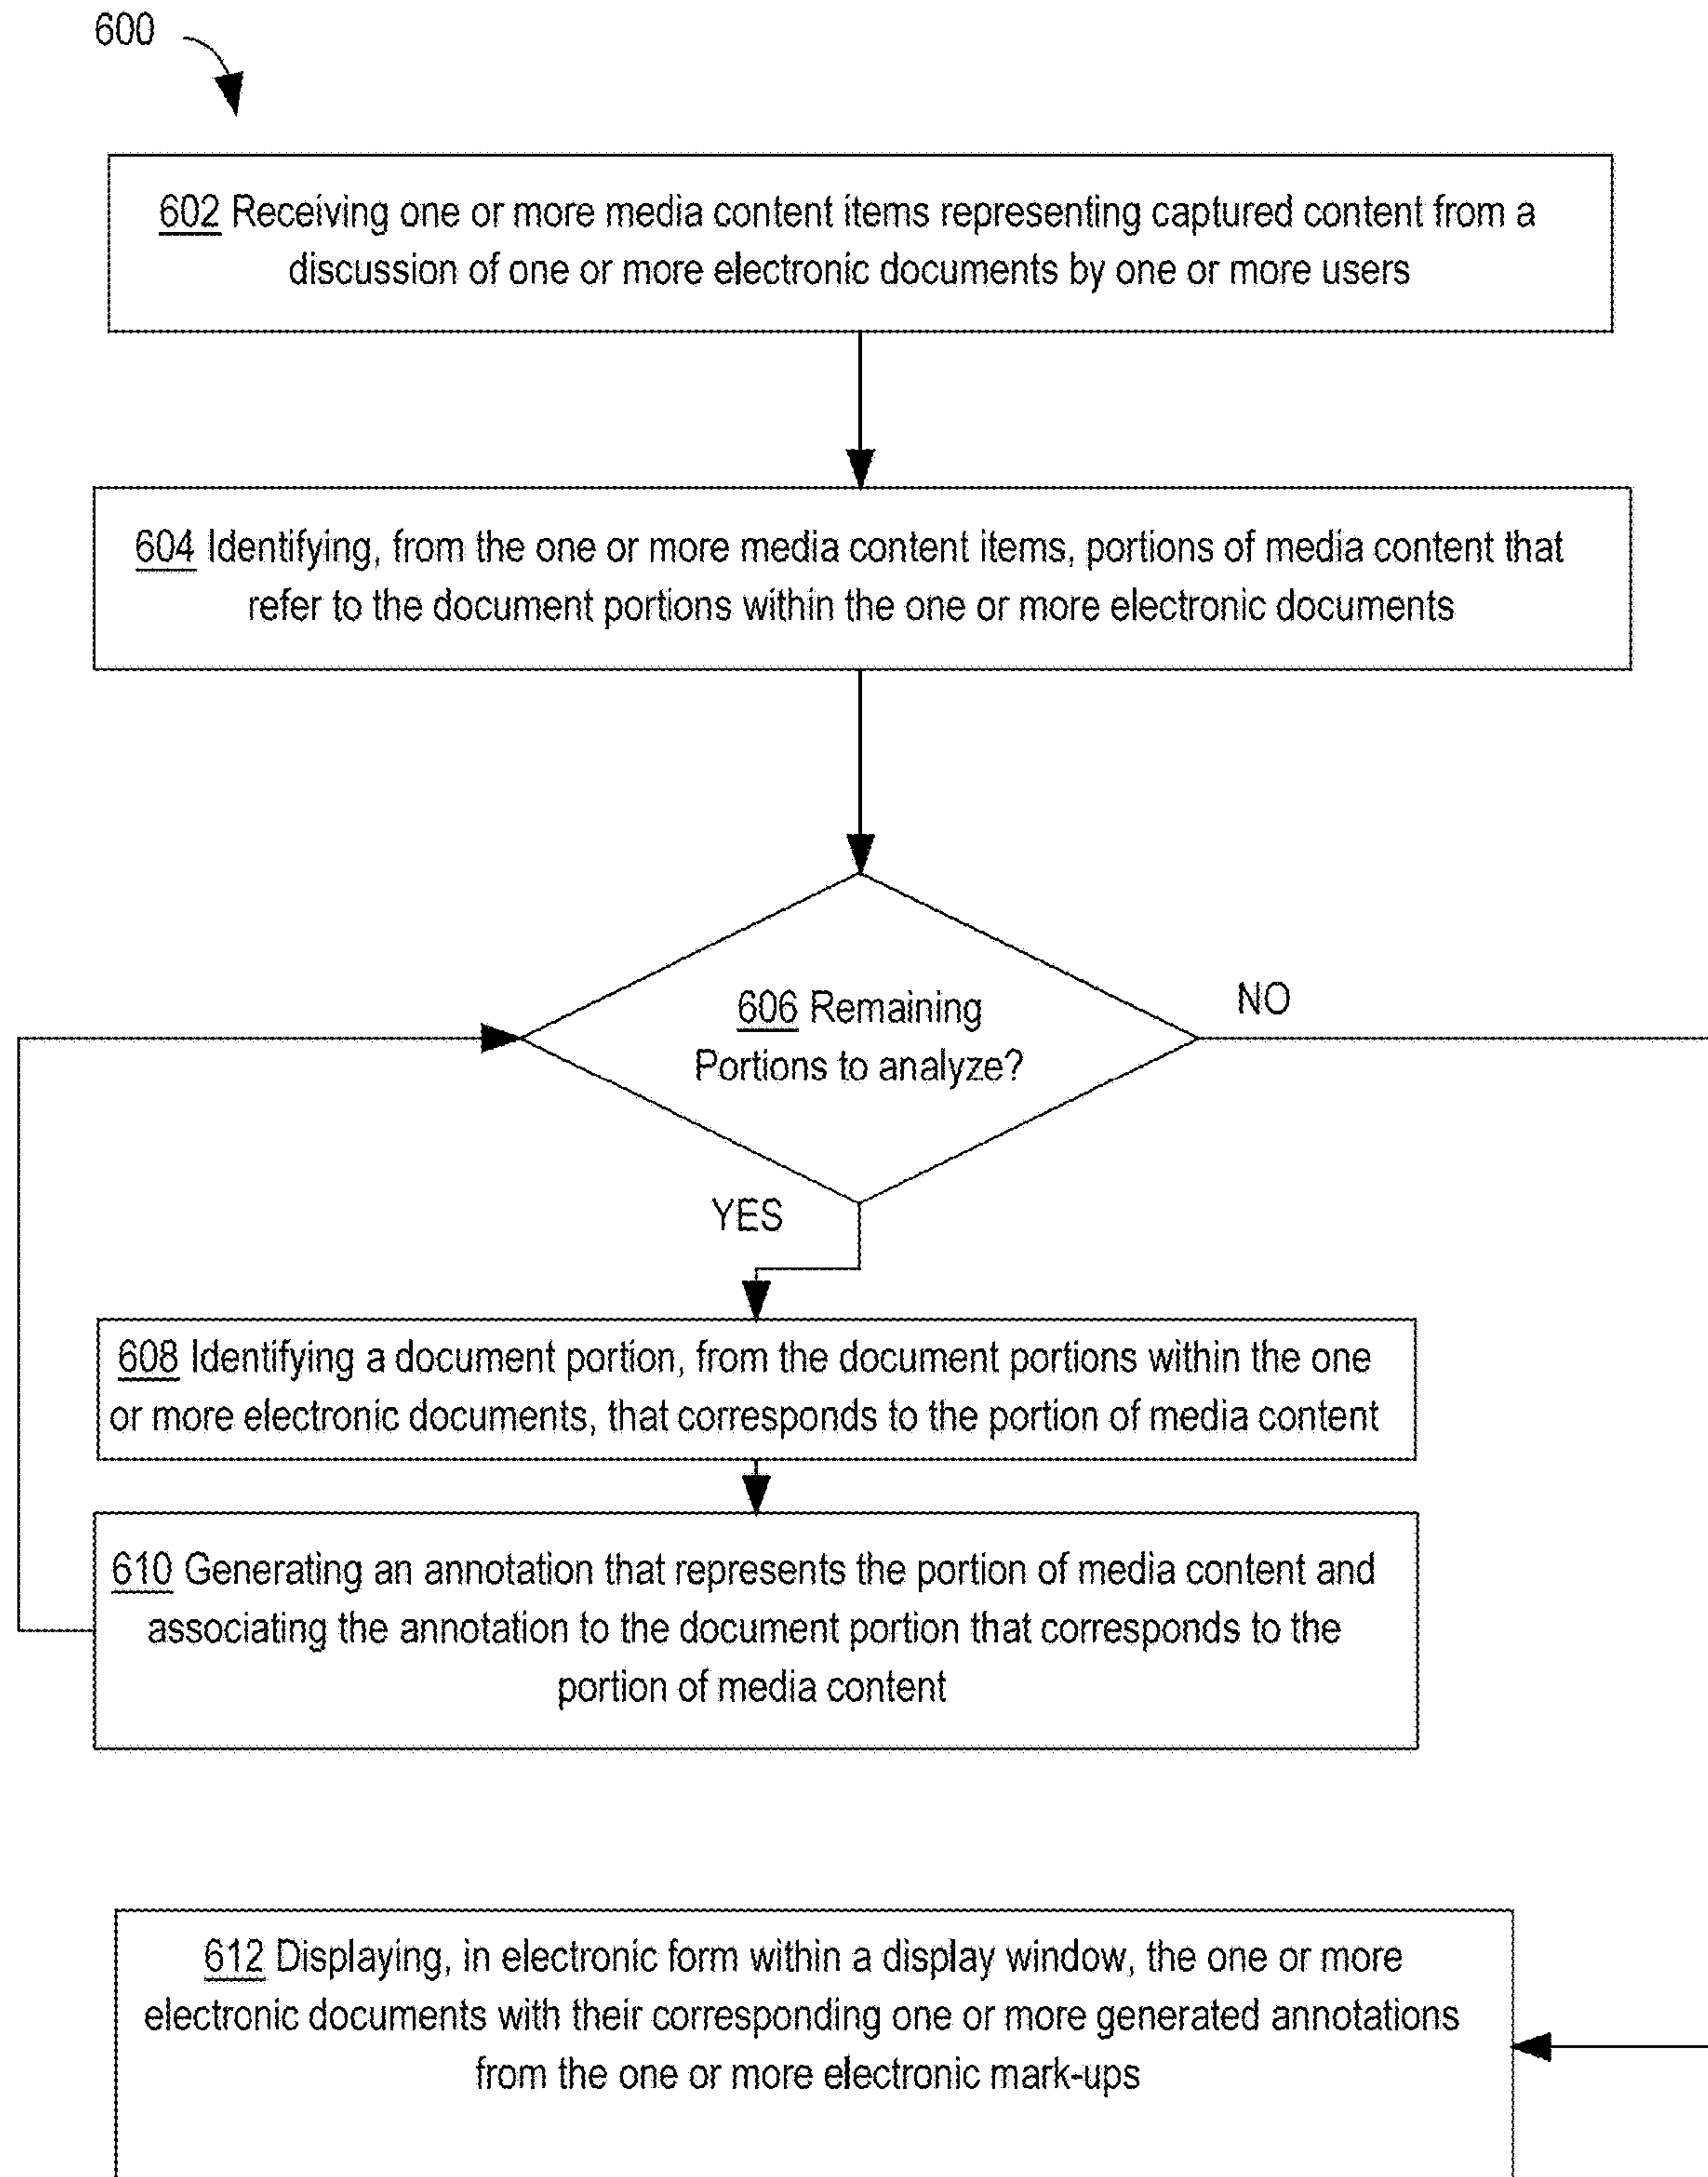 600
602 Receiving one or more media content items representing captured content from a
discussion of one or more electronic documents by one or more users
604 Identifying, from the one or more media content items, portions of media content that
refer to the document portions within the one or more electronic documents
606 Remaining
Portions to analyze?
NO
YES
608 Identifying a document portion, from the document portions within the one
or more electronic documents, that corresponds to the portion of media content
610 Generating an annotation that represents the portion of media content and
associating the annotation to the document portion that corresponds to the
portion of media content
612 Displaying, in electronic form within a display window, the one or more
electronic documents with their corresponding one or more generated annotations
from the one or more electronic mark-ups